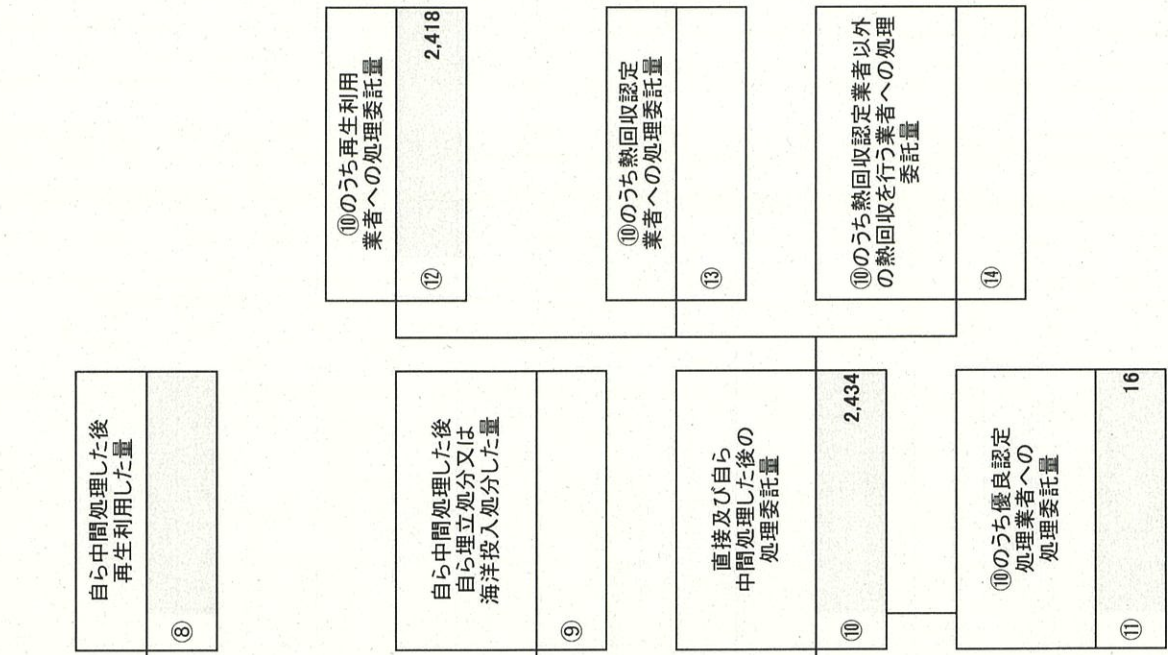 自ら中間処理した後
再生利用した量
⑧
自ら中間処理した後
自ら埋立処分又は
海洋投入処分した量
⑨
直接及び自ら
中間処理した後の
処理委託量
⑩ 2,434
⑩のうち優良認定
処理業者への
処理委託量
⑪ 16
⑩のうち再生利用
業者への処理委託量
⑫ 2,418
⑩のうち熱回収認定
業者への処理委託量
⑬
⑩のうち熱回収認定業者以外
の熱回収を行う業者への処理
委託量
⑭